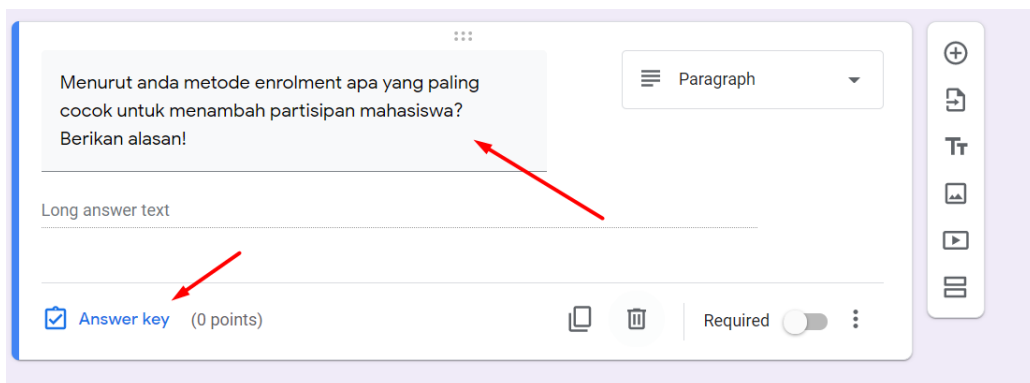 Menurut anda metode enrolment apa yang paling
cocok untuk menambah partisipan mahasiswa?
Berikan alasan!
Paragraph
Long answer text
Answer key (0 points)
Required
Tт